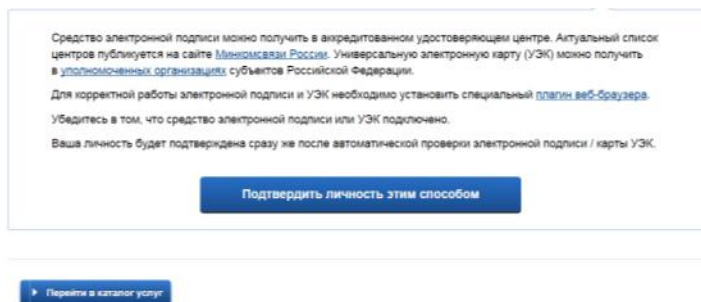 Средство электронной подписи можно получить в аккредитованном удостоверяющем центре. Актуальный список
центров публикуется на сайте Минкомсвязи России. Универсальную электронную карту (УЭК) можно получить
в уполномоченных организациях субъектов Российской Федерации.
Для корректной работы электронной подписи и УЭК необходимо установить специальный плагин веб-браузера.
Убедитесь в том, что средство электронной подписи или УЭК подключено.
Ваша личность будет подтверждена сразу же после автоматической проверки электронной подписи / карты УЭК.
Подтвердить личность этим способом
Перейти в каталог услуг